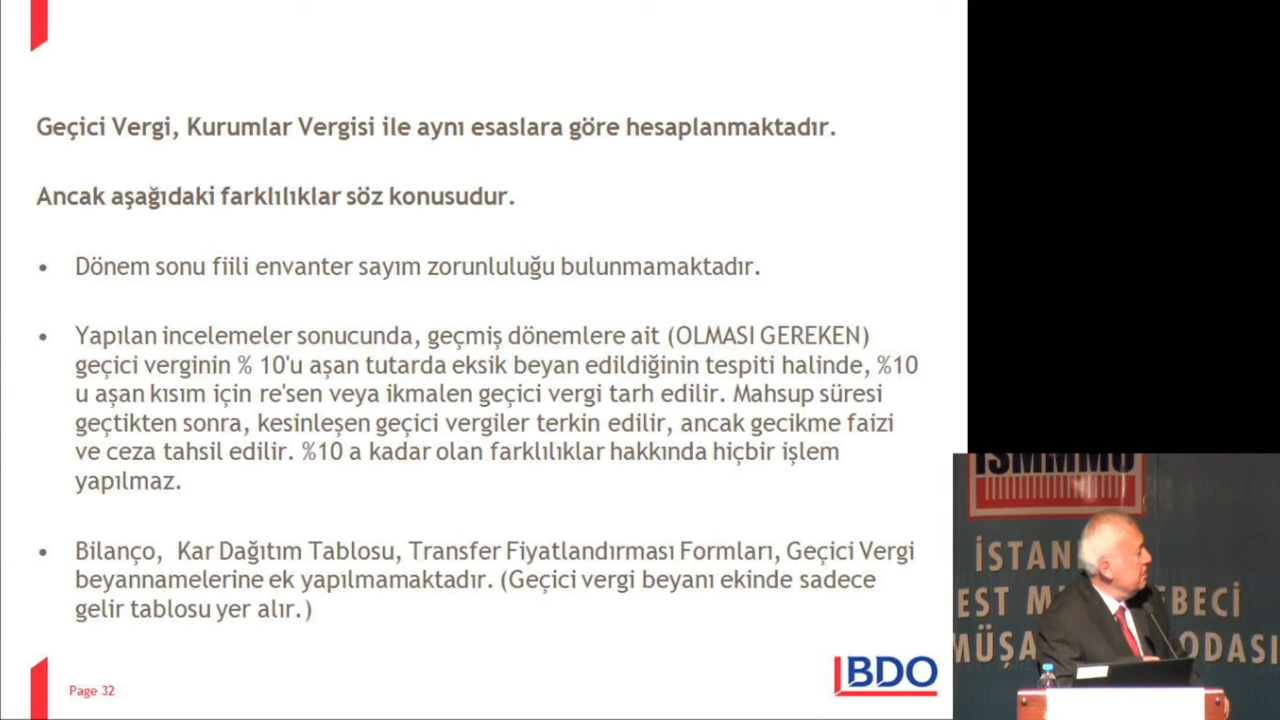 Geçici Vergi, Kurumlar Vergisi ile aynı esaslara göre hesaplanmaktadır.
Ancak aşağıdaki farklılıklar söz konusudur.
• Dönem sonu fiili envanter sayım zorunluluğu bulunmamaktadır.
• Yapılan incelemeler sonucunda, geçmiş dönemlere ait (OLMASI GEREKEN)
geçici verginin % 10'u aşan tutarda eksik beyan edildiğinin tespiti halinde, %10
u aşan kısım için re'sen veya ikmalen geçici vergi tarh edilir. Mahsup süresi
geçtikten sonra, kesinleşen geçici vergiler terkin edilir, ancak gecikme faizi
ve ceza tahsil edilir. %10 a kadar olan farklılıklar hakkında hiçbir işlem
yapılmaz.
• Bilanço,  Kar Dağıtım Tablosu, Transfer Fiyatlandırması Formları, Geçici Vergi
beyannamelerine ek yapılmamaktadır. (Geçici vergi beyanı ekinde sadece
gelir tablosu yer alır.)
Page 32
BDO
İSMMMO
İSTAN
EST M EBECİ
MÜŞA ODASI